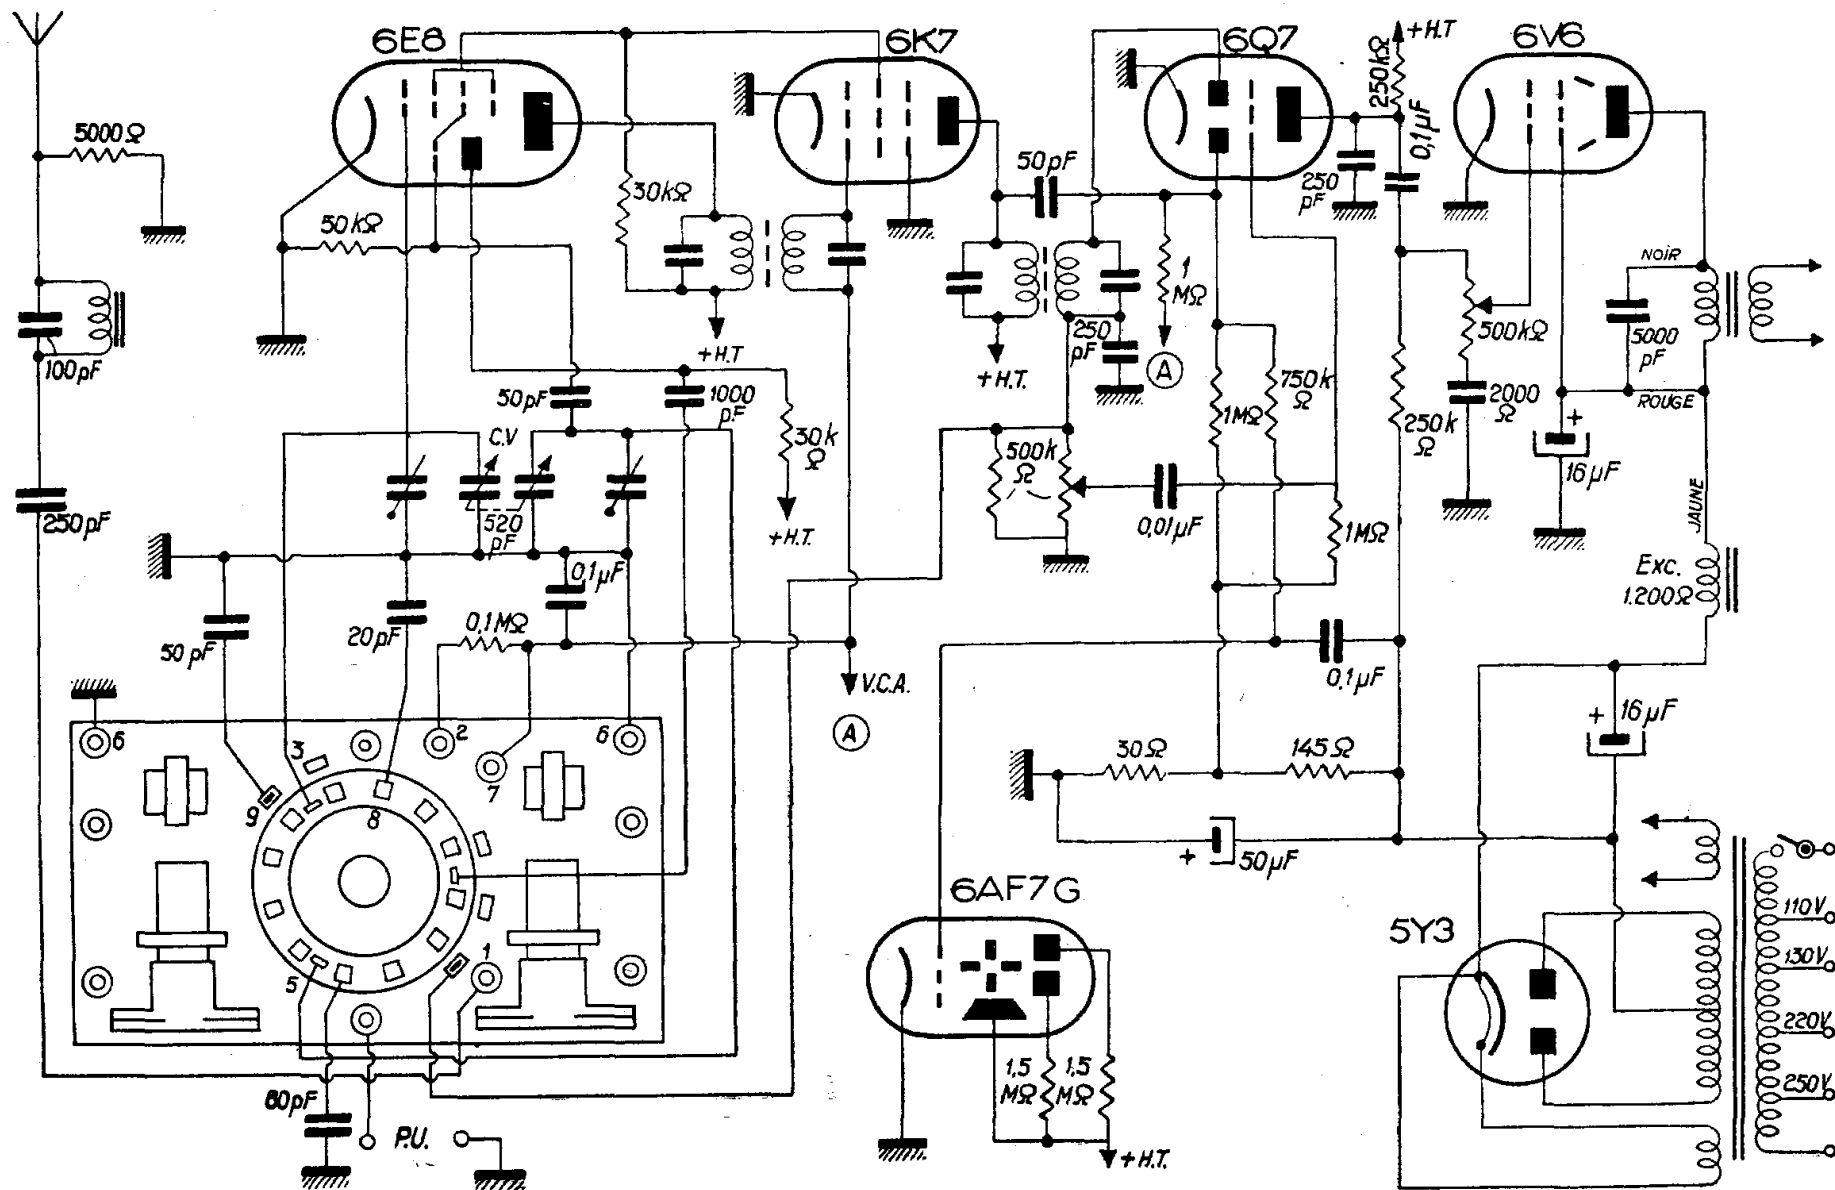 6E8
6K7
6Q7
6V6
+H.T
250kΩ
0,1µF
5000Ω
50pF
30kΩ
250
pF
50kΩ
1
MΩ
NOIR
500kΩ
5000
pF
+H.T
250
pF
+H.T.
A
100pF
50pF
1000
pF
750k
Ω
1MΩ
2000
Ω
ROUGE
C.V
30k
Ω
500k
Ω
250k
Ω
+
16µF
250pF
520
pF
+H.T.
0,01µF
1MΩ
JAUNE
0,1µF
Exc.
1.200Ω
50pF
20pF
0,1MΩ
0,1µF
V.C.A.
A
6
2
6
3
7
9
8
30Ω
145Ω
+
16µF
+
50µF
6AF7G
5Y3
110V
130V
220V
250V
5
1
1,5
MΩ
1,5
MΩ
80pF
P.U.
+H.T.